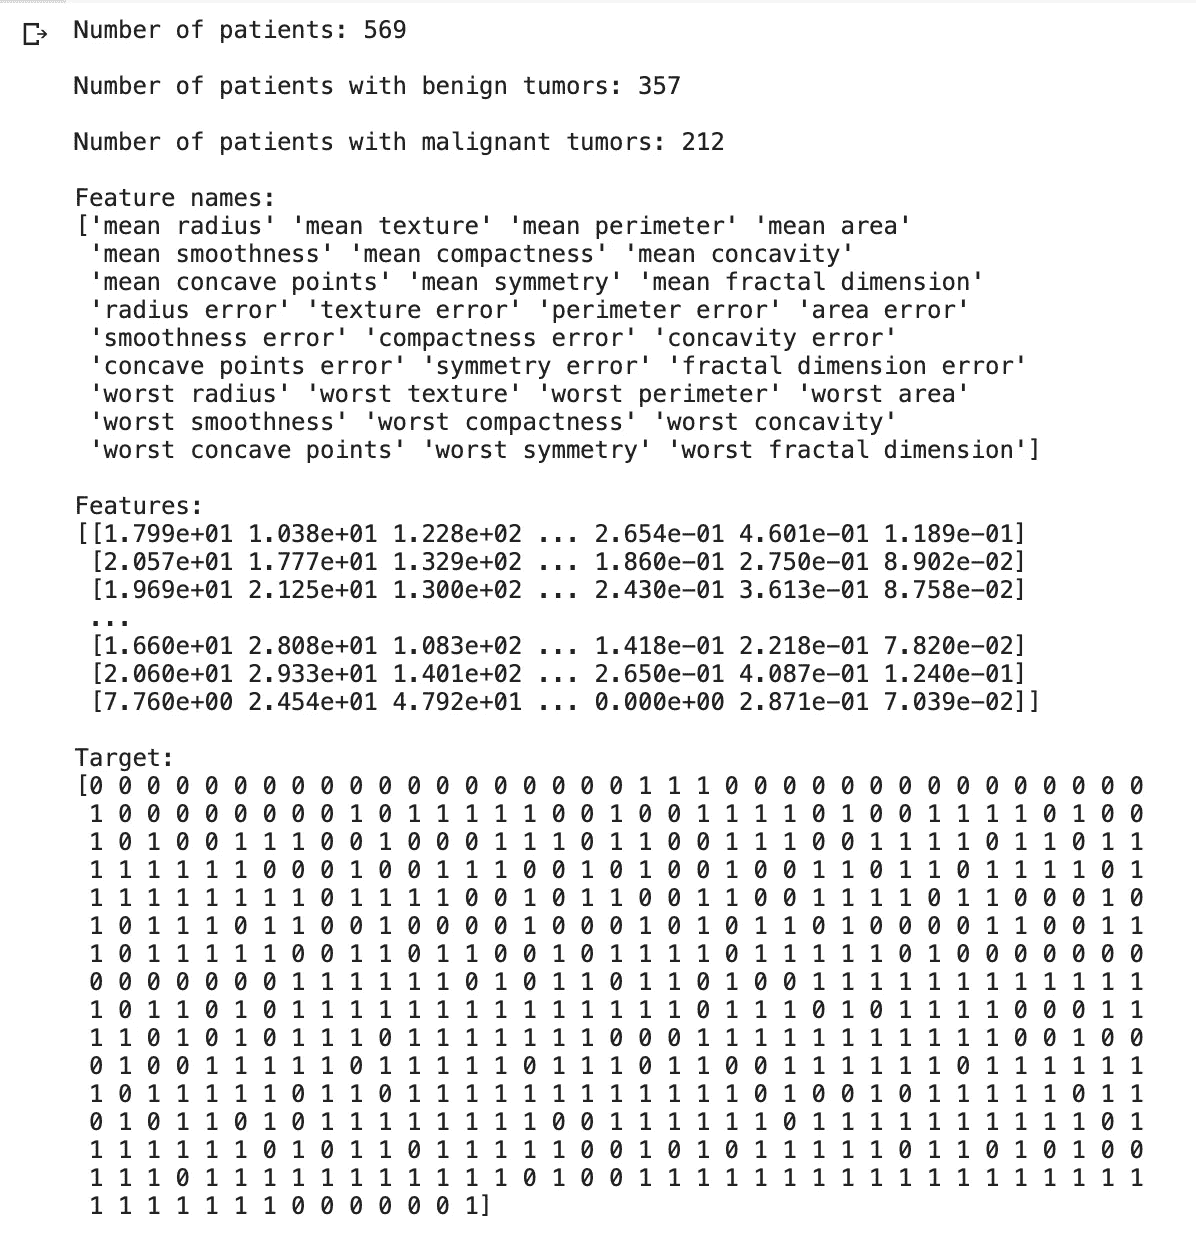 Number of patients: 569
Number of patients with benign tumors: 357
Number of patients with malignant tumors: 212
Feature names:
['mean radius' 'mean texture' 'mean perimeter' 'mean area'
 'mean smoothness' 'mean compactness' 'mean concavity'
 'mean concave points' 'mean symmetry' 'mean fractal dimension'
 'radius error' 'texture error' 'perimeter error' 'area error'
 'smoothness error' 'compactness error' 'concavity error'
 'concave points error' 'symmetry error' 'fractal dimension error'
 'worst radius' 'worst texture' 'worst perimeter' 'worst area'
 'worst smoothness' 'worst compactness' 'worst concavity'
 'worst concave points' 'worst symmetry' 'worst fractal dimension']
Features:
[[1.799e+01 1.038e+01 1.228e+02 ... 2.654e-01 4.601e-01 1.189e-01]
 [2.057e+01 1.777e+01 1.329e+02 ... 1.860e-01 2.750e-01 8.902e-02]
 [1.969e+01 2.125e+01 1.300e+02 ... 2.430e-01 3.613e-01 8.758e-02]
 ...
 [1.660e+01 2.808e+01 1.083e+02 ... 1.418e-01 2.218e-01 7.820e-02]
 [2.060e+01 2.933e+01 1.401e+02 ... 2.650e-01 4.087e-01 1.240e-01]
 [7.760e+00 2.454e+01 4.792e+01 ... 0.000e+00 2.871e-01 7.039e-02]]
Target:
[0 0 0 0 0 0 0 0 0 0 0 0 0 0 0 0 0 0 0 1 1 1 0 0 0 0 0 0 0 0 0 0 0 0 0 0 0
 1 0 0 0 0 0 0 0 0 1 0 1 1 1 1 1 0 0 1 0 0 1 1 1 1 0 1 0 0 1 1 1 1 0 1 0 0
 1 0 1 0 0 1 1 1 0 0 1 0 0 0 1 1 1 0 1 1 0 0 1 1 1 0 0 1 1 1 1 0 1 1 0 1 1
 1 1 1 1 1 1 0 0 0 1 0 0 1 1 1 0 0 1 0 1 0 0 1 0 0 1 1 0 1 1 0 1 1 1 1 0 1
 1 1 1 1 1 1 1 1 0 1 1 1 1 0 0 1 0 1 1 0 0 1 1 0 0 1 1 1 1 0 1 1 0 0 0 1 0
 1 0 1 1 1 0 1 1 0 0 1 0 0 0 0 1 0 0 0 1 0 1 0 1 1 0 1 0 0 0 0 1 1 0 0 1 1
 1 0 1 1 1 1 1 0 0 1 1 0 1 1 0 0 1 0 1 1 1 1 0 1 1 1 1 1 0 1 0 0 0 0 0 0 0
 0 0 0 0 0 0 0 1 1 1 1 1 1 0 1 0 1 1 0 1 1 0 1 0 0 1 1 1 1 1 1 1 1 1 1 1 1
 1 0 1 1 0 1 0 1 1 1 1 1 1 1 1 1 1 1 1 1 1 0 1 1 1 0 1 0 1 1 1 1 0 0 0 1 1
 1 1 0 1 0 1 0 1 1 1 0 1 1 1 1 1 1 1 0 0 0 1 1 1 1 1 1 1 1 1 1 1 0 0 1 0 0
 0 1 0 0 1 1 1 1 1 0 1 1 1 1 1 0 1 1 1 0 1 1 0 0 1 1 1 1 1 1 0 1 1 1 1 1 1
 1 0 1 1 1 1 1 0 1 1 0 1 1 1 1 1 1 1 1 1 1 1 1 0 1 0 0 1 0 1 1 1 1 1 0 1 1
 0 1 0 1 1 0 1 0 1 1 1 1 1 1 1 1 0 0 1 1 1 1 1 1 0 1 1 1 1 1 1 1 1 1 1 0 1
 1 1 1 1 1 1 0 1 0 1 1 0 1 1 1 1 1 0 0 1 0 1 0 1 1 1 1 1 0 1 1 0 1 0 1 0 0
 1 1 1 0 1 1 1 1 1 1 1 1 1 1 1 0 1 0 0 1 1 1 1 1 1 1 1 1 1 1 1 1 1 1 1 1 1
 1 1 1 1 1 1 1 0 0 0 0 0 0 1]